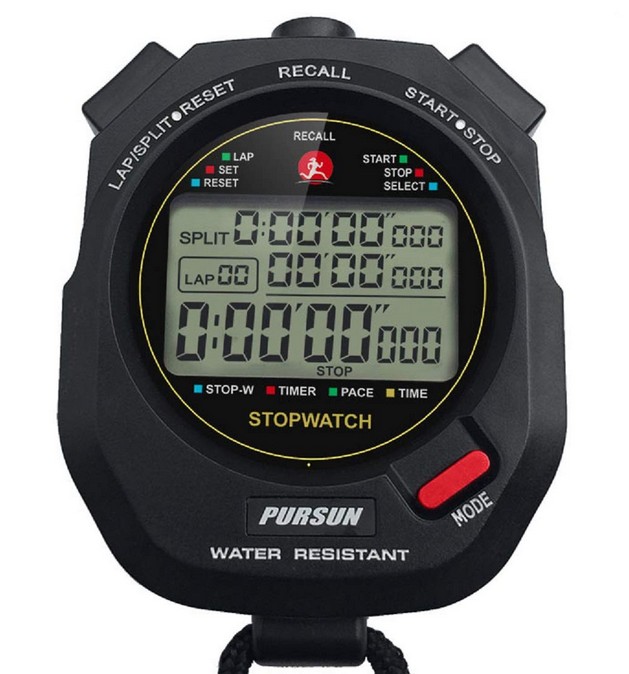 RECALL
LAP/SPLIT●RESET
START●STOP
RECALL
LAP
SET
RESET
START
STOP
SELECT
SPLIT 0:00'00"000
LAP 00 00'00"000
0:00'00"000
STOP
STOP-W TIMER PACE TIME
STOPWATCH
MODE
PURSUN
WATER RESISTANT